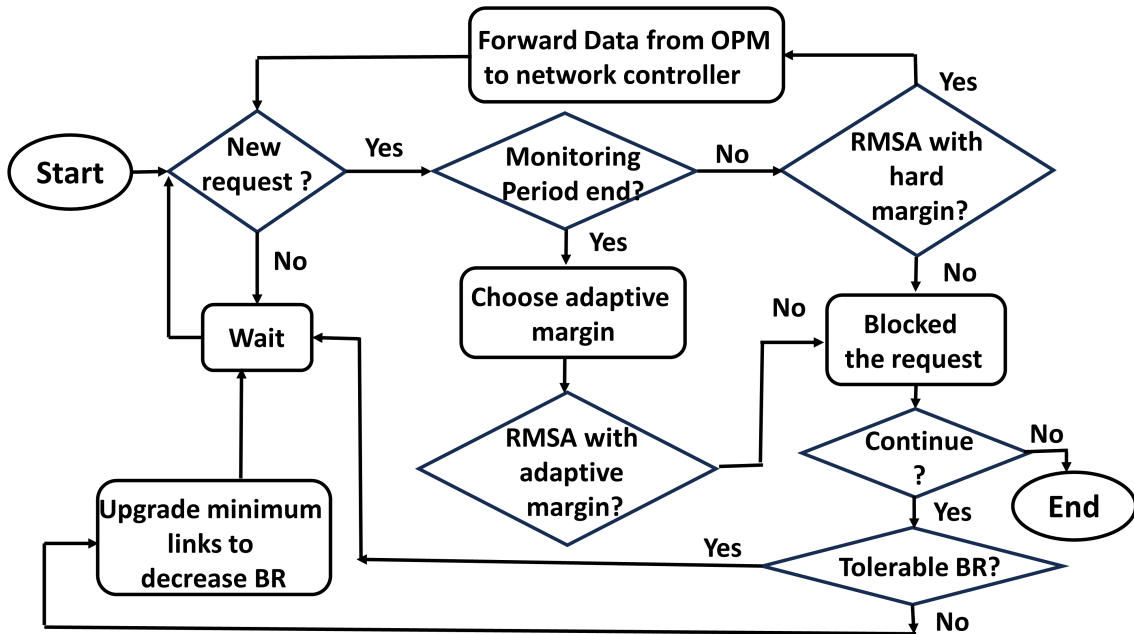 Forward Data from OPM
to network controller
Yes
Start
New
request ?
Yes
Monitoring
Period end?
No
RMSA with
hard
margin?
No
Yes
No
Choose adaptive
margin
No
Blocked
the request
Wait
RMSA with
adaptive
margin?
Continue
?
No
End
Upgrade minimum
links to
decrease BR
Yes
Yes
Tolerable BR?
No